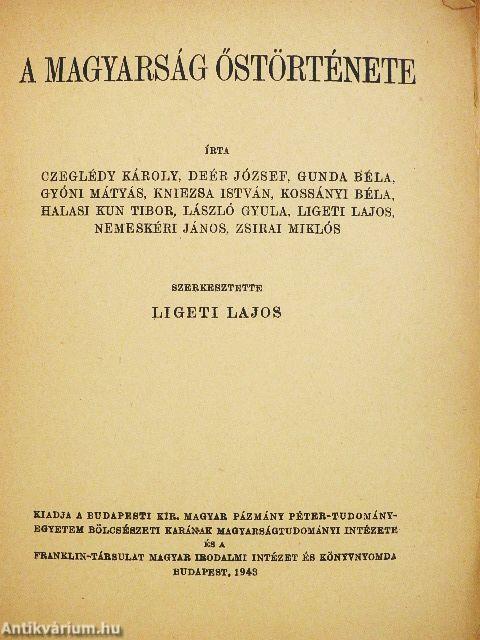 A MAGYARSÁG ŐSTÖRTÉNETE
ÍRTA
CZEGLÉDY KÁROLY, DEÉR JÓZSEF, GUNDA BÉLA,
GYÓNI MÁTYÁS, KNIEZSA ISTVÁN, KOSSÁNYI BÉLA,
HALASI KUN TIBOR, LÁSZLÓ GYULA, LIGETI LAJOS,
NEMESKÉRI JÁNOS, ZSIRAI MIKLÓS
SZERKESZTETTE
LIGETI LAJOS
KIADJA A BUDAPESTI KIR. MAGYAR PÁZMÁNY PÉTER-TUDOMÁNY-
EGYETEM BÖLCSÉSZETI KARÁNAK MAGYARSÁGTUDOMÁNYI INTÉZETE
ÉS A
FRANKLIN-TÁRSULAT MAGYAR IRODALMI INTÉZET ÉS KÖNYVNYOMDA
BUDAPEST, 1943
Antikvárium.hu